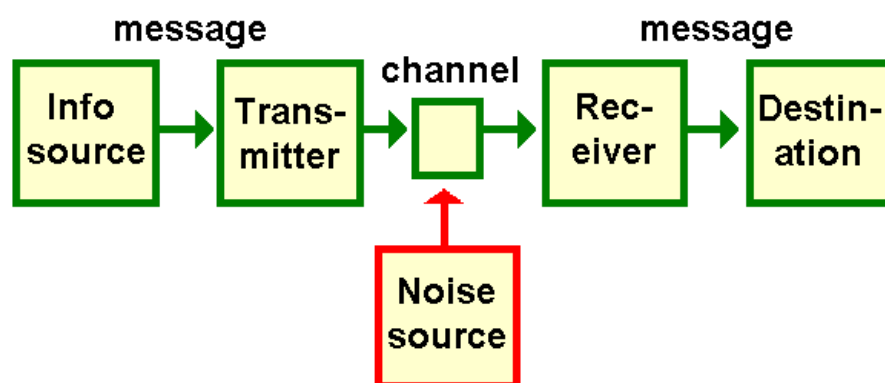 message
message
channel
Info
source
Trans-
mitter
Rec-
eiver
Destin-
ation
Noise
source